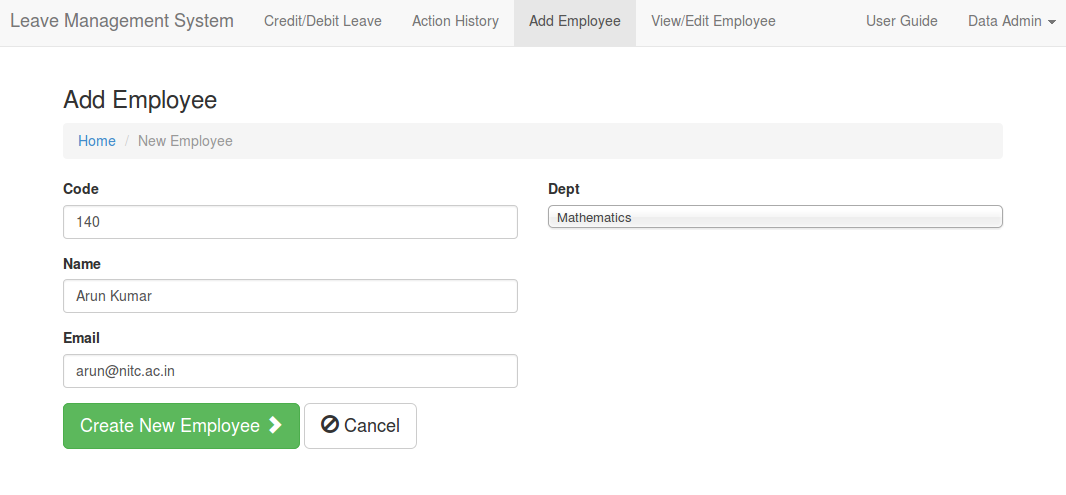 Leave Management System Credit/Debit Leave Action History Add Employee View/Edit Employee User Guide Data Admin
Add Employee
Home / New Employee
Code Dept
140 Mathematics
Name
Arun Kumar
Email
arun@nitc.ac.in
Create New Employee Cancel